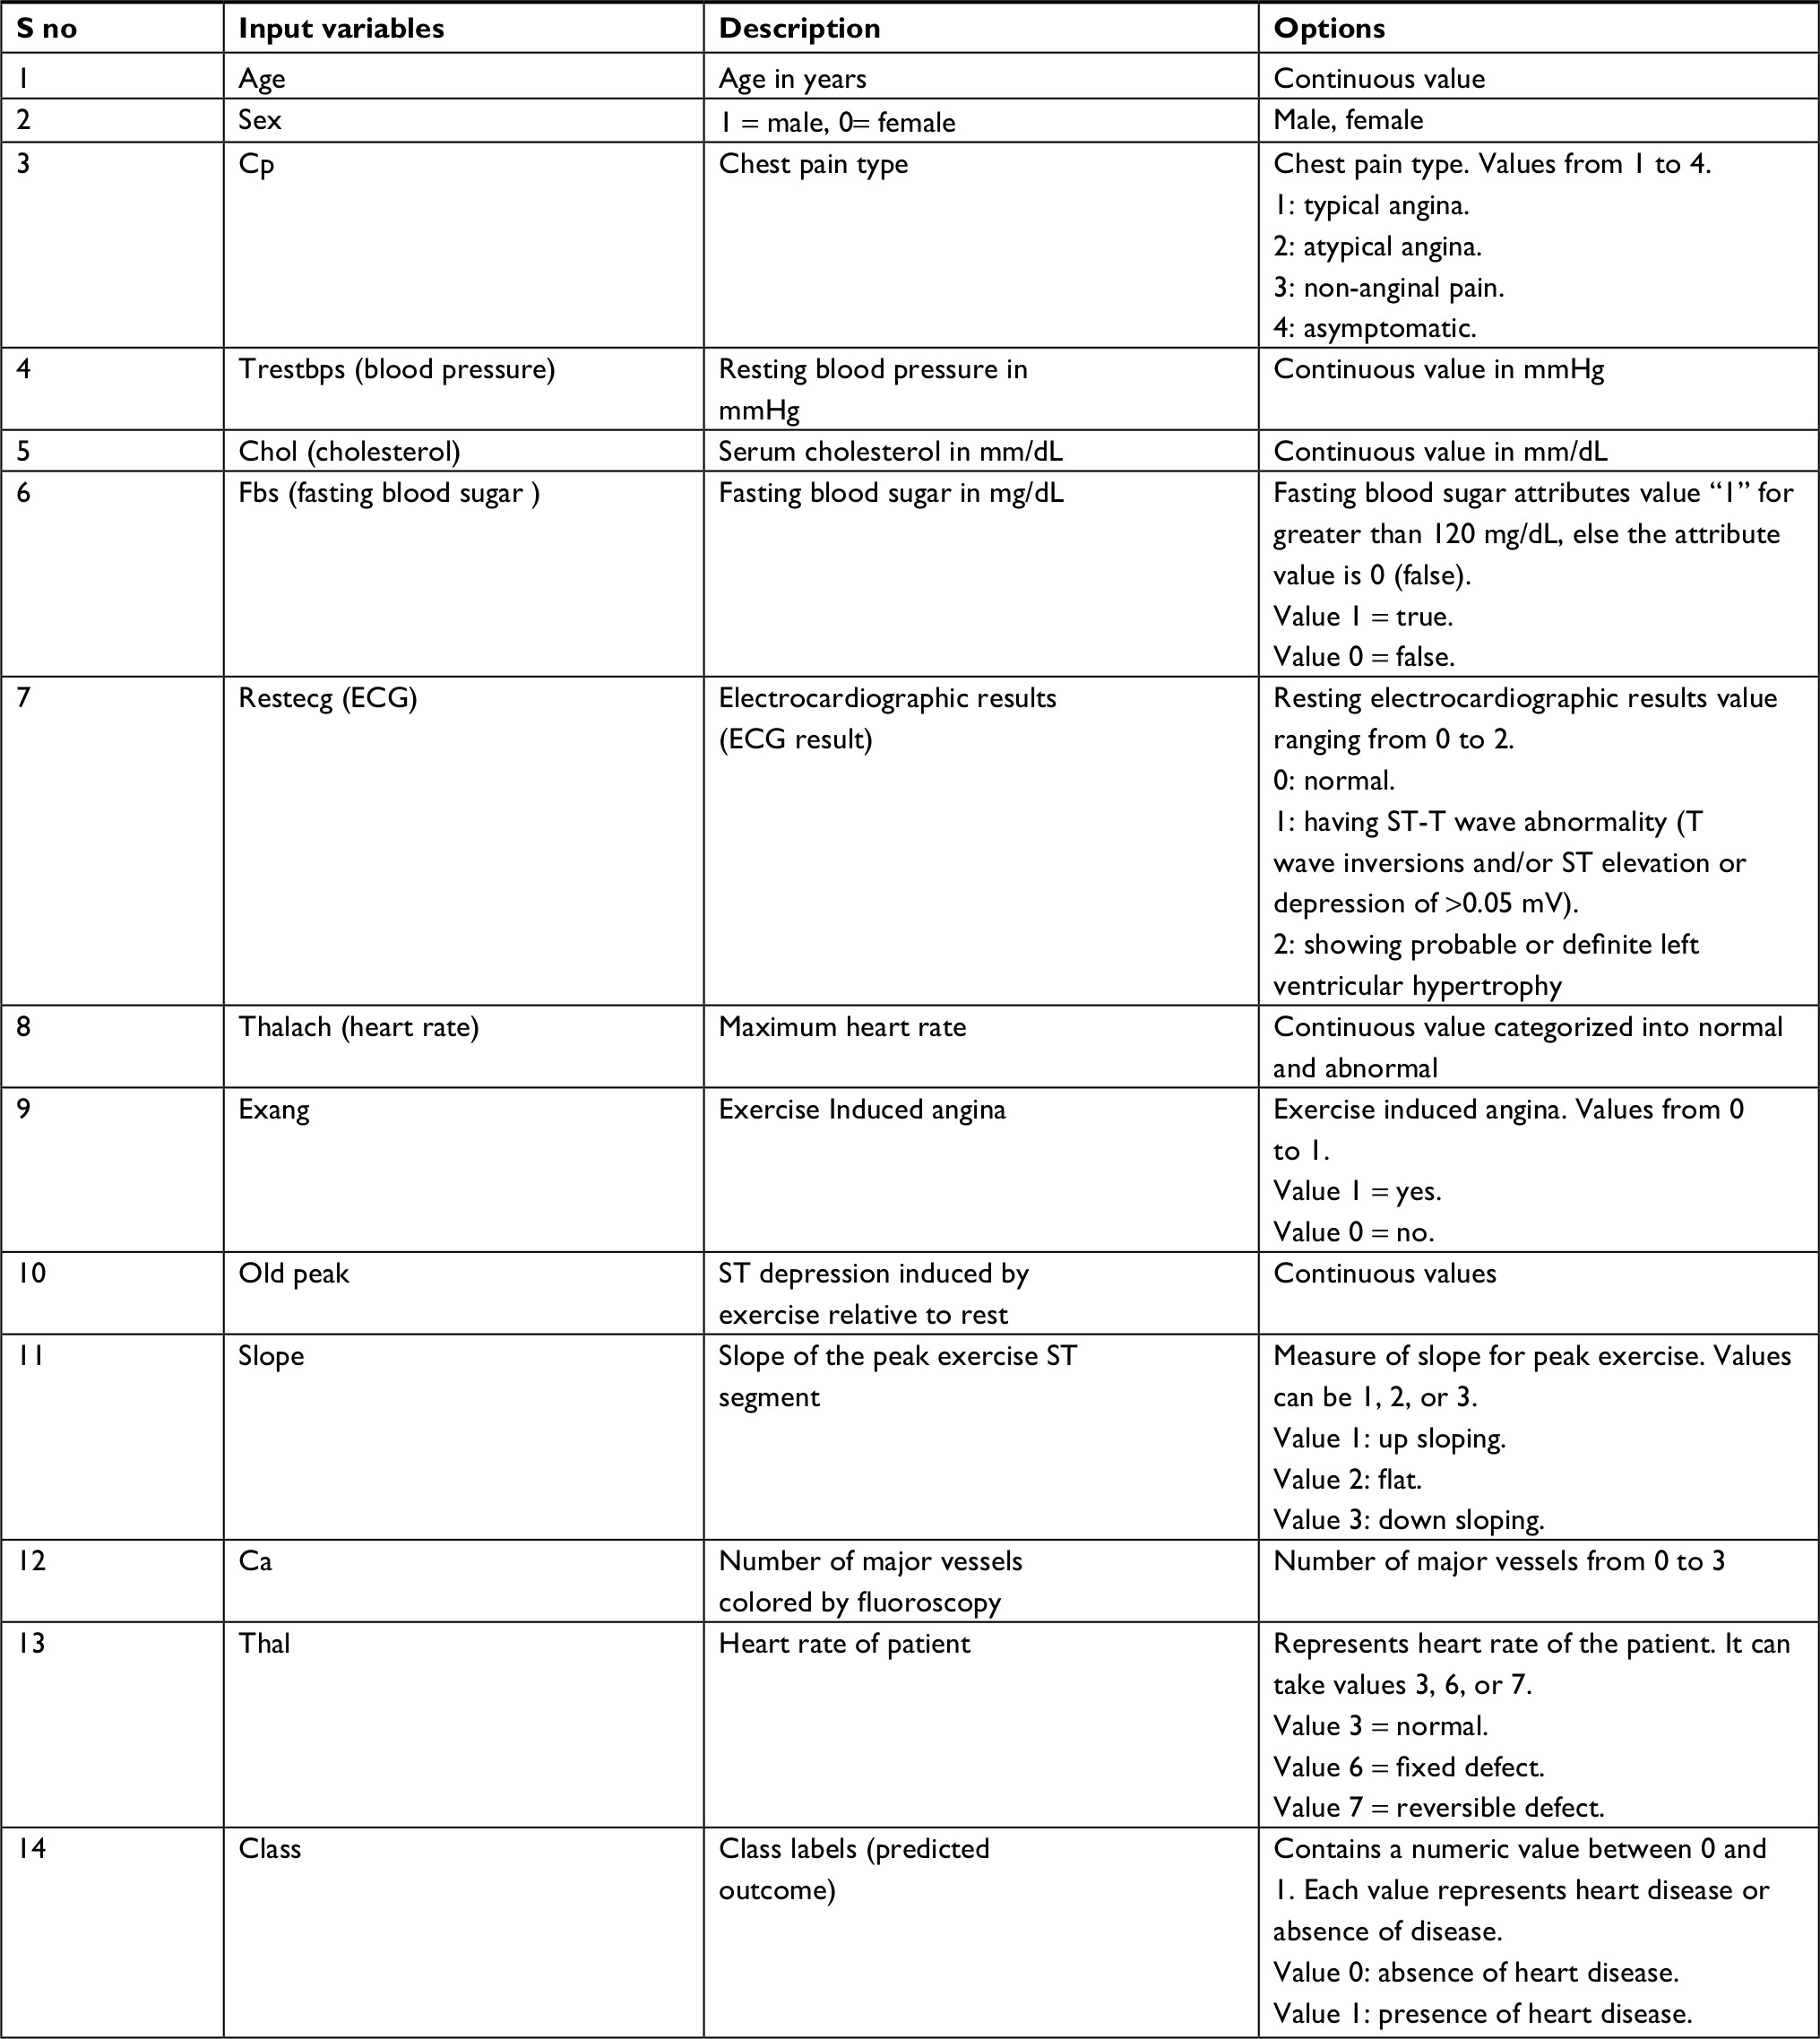 S no Input variables Description Options
1 Age Age in years Continuous value
2 Sex 1 = male, 0= female Male, female
3 Cp Chest pain type Chest pain type. Values from 1 to 4.
1: typical angina.
2: atypical angina.
3: non-anginal pain.
4: asymptomatic.
4 Trestbps (blood pressure) Resting blood pressure in Continuous value in mmHg
mmHg
5 Chol (cholesterol) Serum cholesterol in mm/dL Continuous value in mm/dL
6 Fbs (fasting blood sugar ) Fasting blood sugar in mg/dL Fasting blood sugar attributes value “1” for
greater than 120 mg/dL, else the attribute
value is 0 (false).
Value 1 = true.
Value 0 = false.
7 Restecg (ECG) Electrocardiographic results Resting electrocardiographic results value
(ECG result) ranging from 0 to 2.
0: normal.
1: having ST-T wave abnormality (T
wave inversions and/or ST elevation or
depression of >0.05 mV).
2: showing probable or definite left
ventricular hypertrophy
8 Thalach (heart rate) Maximum heart rate Continuous value categorized into normal
and abnormal
9 Exang Exercise Induced angina Exercise induced angina. Values from 0
to 1.
Value 1 = yes.
Value 0 = no.
10 Old peak ST depression induced by Continuous values
exercise relative to rest
11 Slope Slope of the peak exercise ST Measure of slope for peak exercise. Values
segment can be 1, 2, or 3.
Value 1: up sloping.
Value 2: flat.
Value 3: down sloping.
12 Ca Number of major vessels Number of major vessels from 0 to 3
colored by fluoroscopy
13 Thal Heart rate of patient Represents heart rate of the patient. It can
take values 3, 6, or 7.
Value 3 = normal.
Value 6 = fixed defect.
Value 7 = reversible defect.
14 Class Class labels (predicted Contains a numeric value between 0 and
outcome) 1. Each value represents heart disease or
absence of disease.
Value 0: absence of heart disease.
Value 1: presence of heart disease.